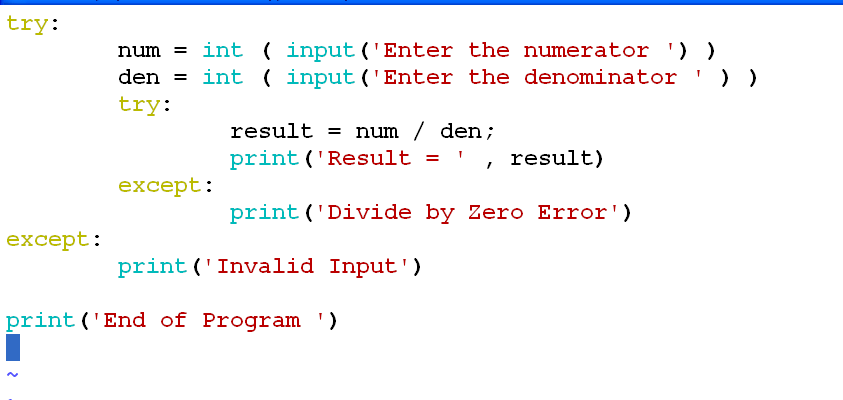 try:
        num = int ( input('Enter the numerator ') )
        den = int ( input('Enter the denominator ' ) )
        try:
                result = num / den;
                print('Result = ' , result)
        except:
                print('Divide by Zero Error')
except:
        print('Invalid Input')

print('End of Program ')
~